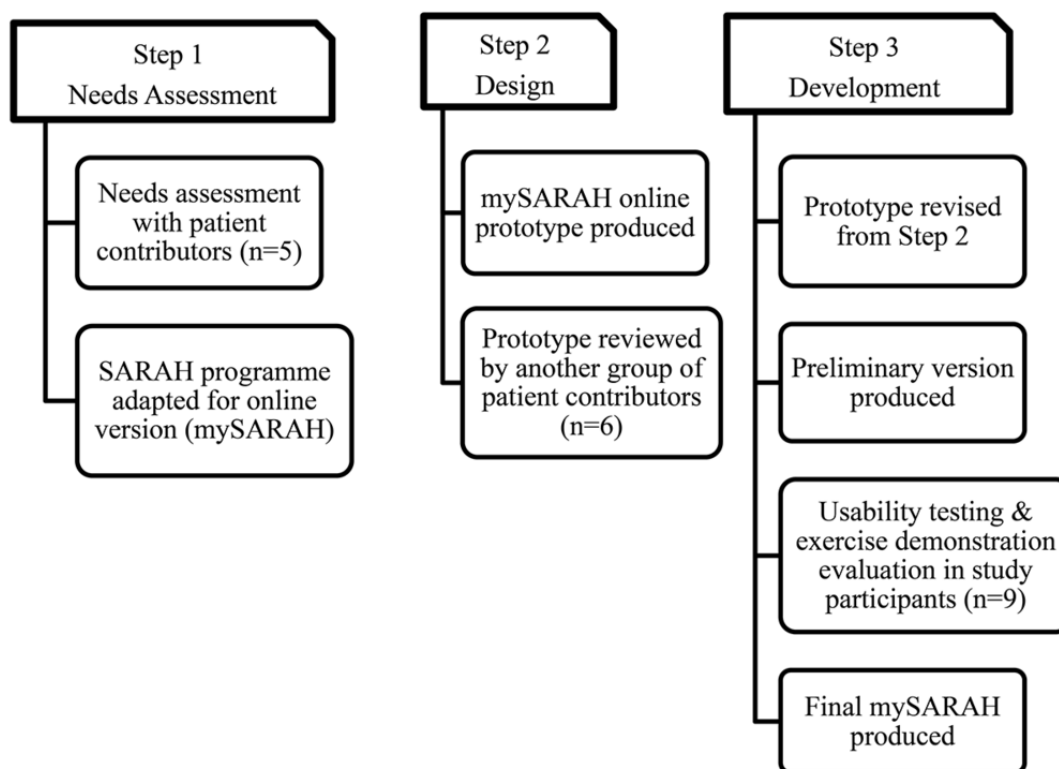 Step 1
Needs Assessment
Needs assessment
with patient
contributors (n=5)
SARAH programme
adapted for online
version (mySARAH)
Step 2
Design
mySARAH online
prototype produced
Prototype reviewed
by another group of
patient contributors
(n=6)
Step 3
Development
Prototype revised
from Step 2
Preliminary version
produced
Usability testing &
exercise demonstration
evaluation in study
participants (n=9)
Final mySARAH
produced